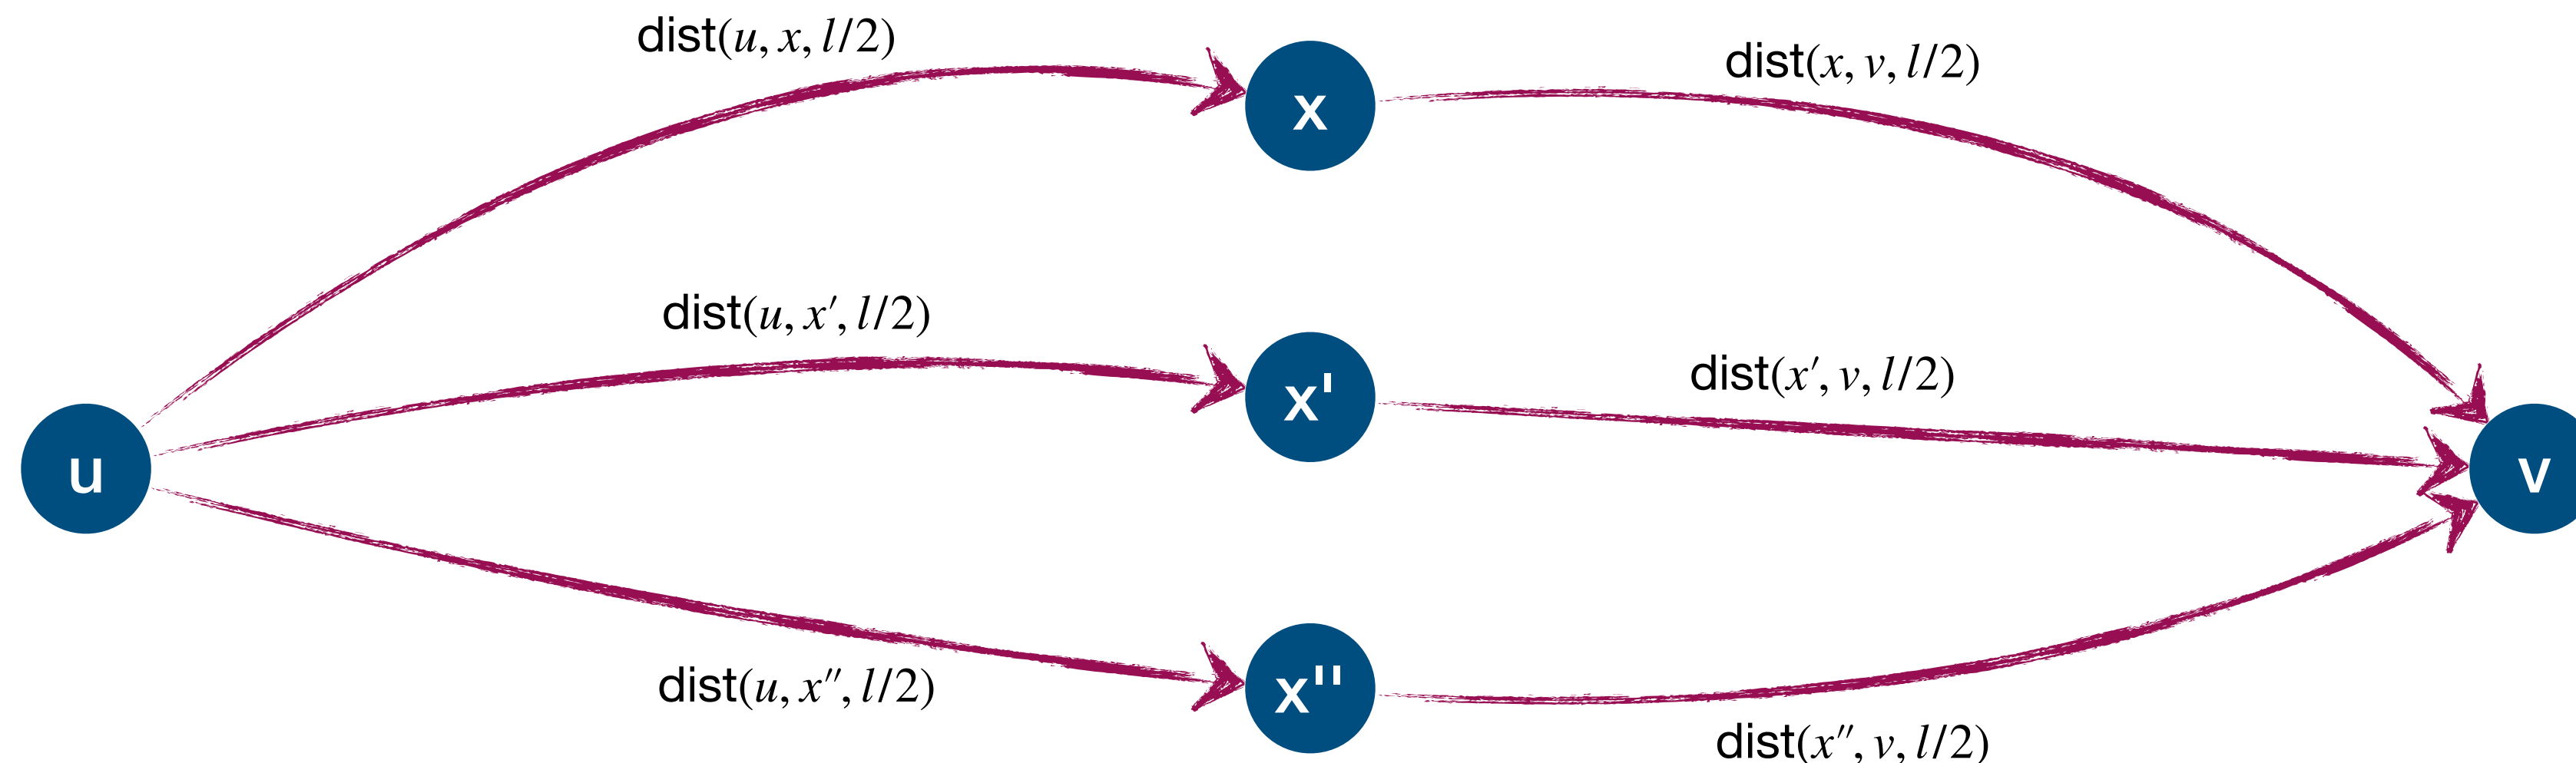 dist(u, x, l/2)
dist(x, v, l/2)
x
dist(u, x′, l/2)
dist(x′, v, l/2)
x'
u
v
dist(u, x″, l/2)
x''
dist(x″, v, l/2)